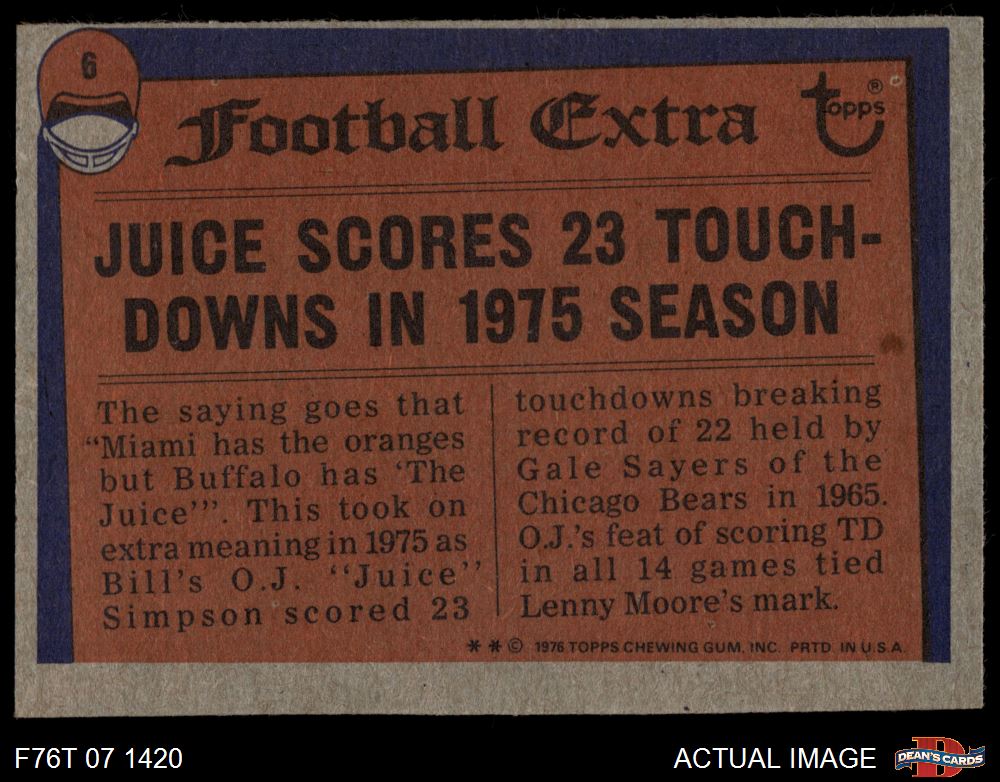 6
Football Extra
topps®
JUICE SCORES 23 TOUCH-
DOWNS IN 1975 SEASON
The saying goes that
“Miami has the oranges
but Buffalo has ‘The
Juice’”. This took on
extra meaning in 1975 as
Bill’s O.J. “Juice”
Simpson scored 23
touchdowns breaking
record of 22 held by
Gale Sayers of the
Chicago Bears in 1965.
O.J.’s feat of scoring TD
in all 14 games tied
Lenny Moore’s mark.
* * © 1976 TOPPS CHEWING GUM, INC. PRTD. IN U.S.A.
F76T 07 1420
ACTUAL IMAGE
D
DEAN'S CARDS